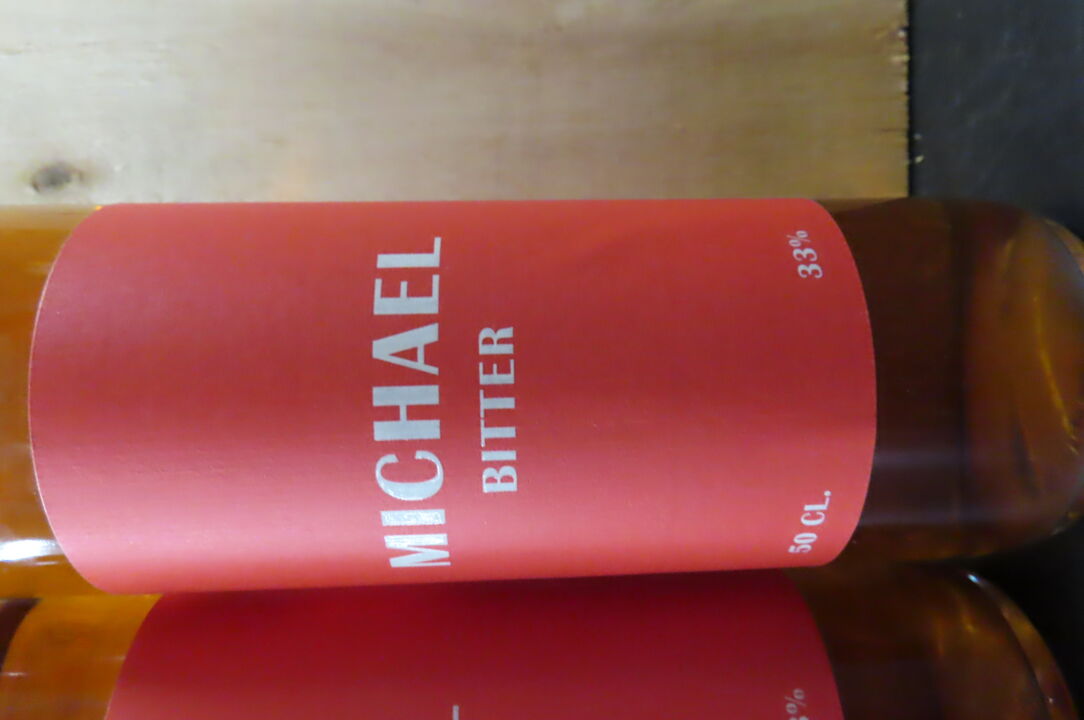 MICHAEL
BITTER
50 CL. 33%